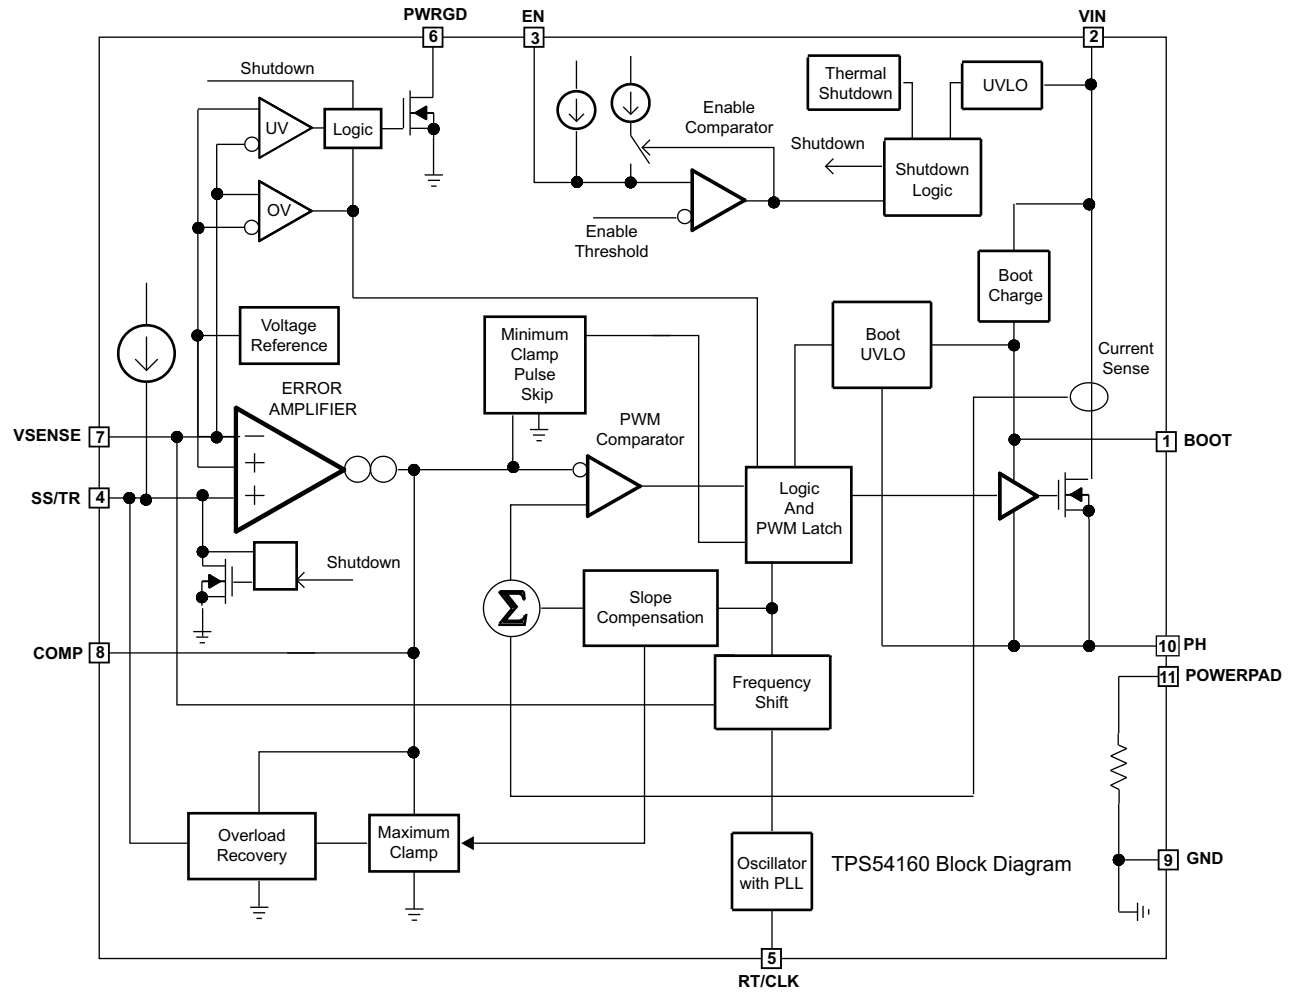 PWRGD
6
EN
3
VIN
2
Shutdown
UV
Logic
OV
Enable
Comparator
Enable
Threshold
Thermal
Shutdown
UVLO
Shutdown
Shutdown
Logic
Boot
Charge
Voltage
Reference
Minimum
Clamp
Pulse
Skip
Boot
UVLO
Current
Sense
ERROR
AMPLIFIER
PWM
Comparator
VSENSE 7
−
+
+
SS/TR 4
1 BOOT
Logic
And
PWM Latch
Shutdown
Σ
Slope
Compensation
COMP 8
10 PH
11 POWERPAD
Frequency
Shift
Overload
Recovery
Maximum
Clamp
Oscillator
with PLL
TPS54160 Block Diagram
9 GND
5
RT/CLK